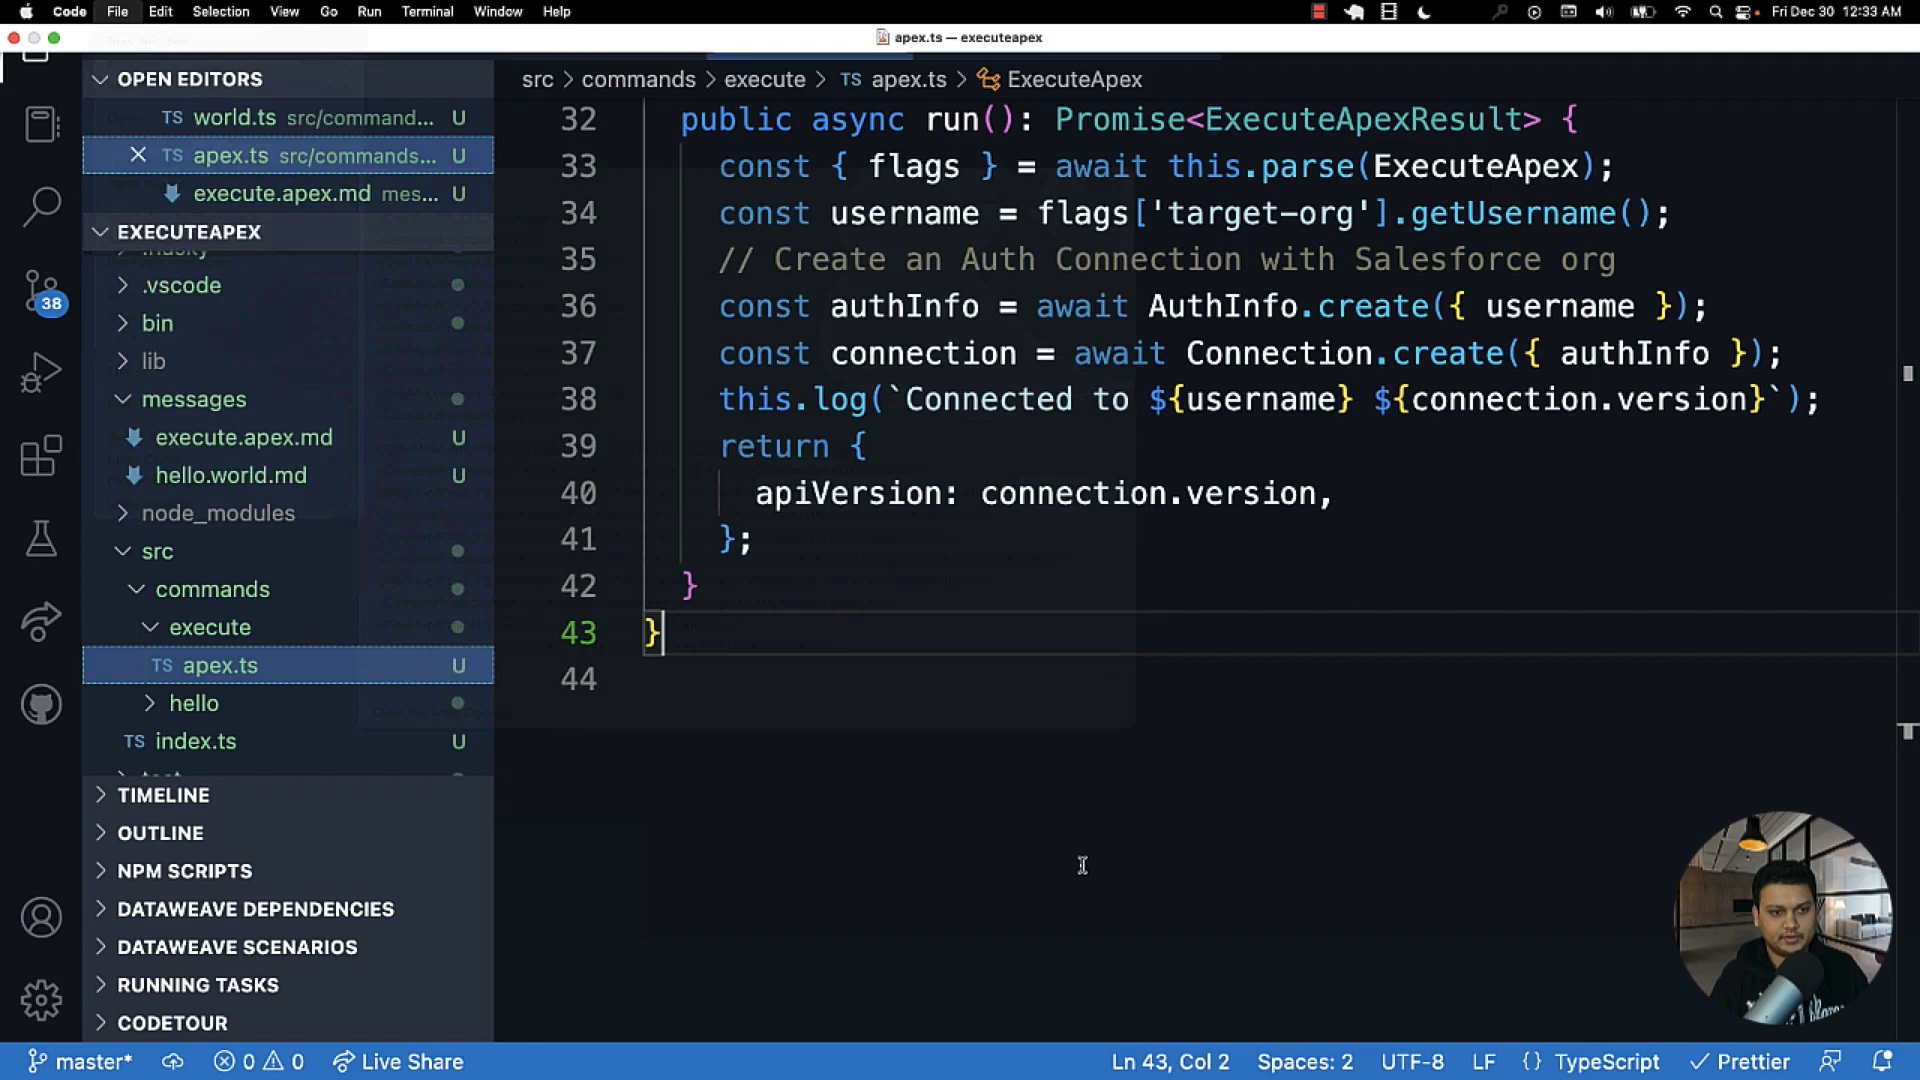 Code File Edit Selection View Go Run Terminal Window Help Fri Dec 30 12:33 AM
apex.ts — executeapex
OPEN EDITORS
TS world.ts src/command... U
TS apex.ts src/commands... U
execute.apex.md mes... U
EXECUTEAPEX
.vscode
bin
lib
messages
execute.apex.md U
hello.world.md U
node_modules
src
commands
execute
TS apex.ts U
hello
TS index.ts U
TIMELINE
OUTLINE
NPM SCRIPTS
DATAWEAVE DEPENDENCIES
DATAWEAVE SCENARIOS
RUNNING TASKS
CODETOUR
38
src > commands > execute > TS apex.ts > ExecuteApex
32 public async run(): Promise<ExecuteApexResult> {
33 const { flags } = await this.parse(ExecuteApex);
34 const username = flags['target-org'].getUsername();
35 // Create an Auth Connection with Salesforce org
36 const authInfo = await AuthInfo.create({ username });
37 const connection = await Connection.create({ authInfo });
38 this.log(`Connected to ${username} ${connection.version}`);
39 return {
40 apiVersion: connection.version,
41 };
42 }
43 }
44
master* 0 0 Live Share Ln 43, Col 2 Spaces: 2 UTF-8 LF {} TypeScript Prettier